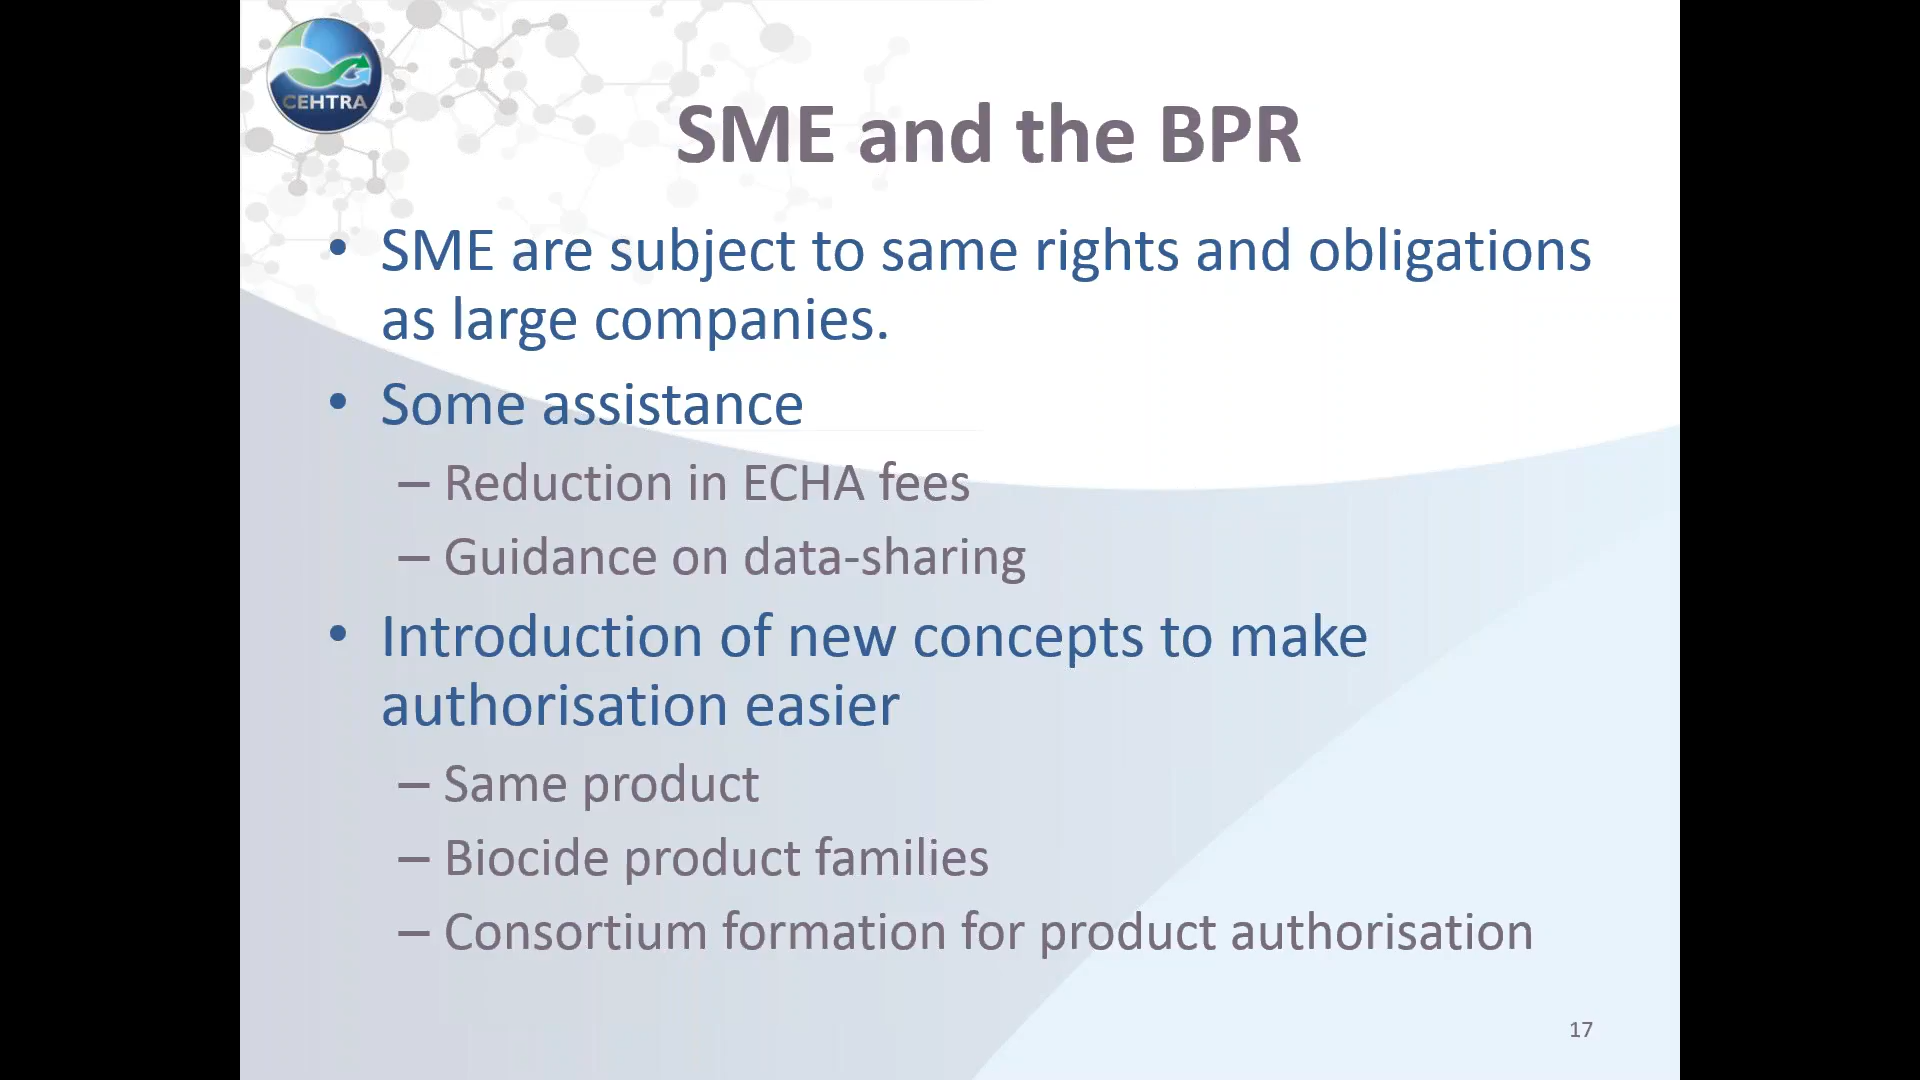 CEHTRA
SME and the BPR
• SME are subject to same rights and obligations
as large companies.
• Some assistance
– Reduction in ECHA fees
– Guidance on data-sharing
• Introduction of new concepts to make
authorisation easier
– Same product
– Biocide product families
– Consortium formation for product authorisation
17